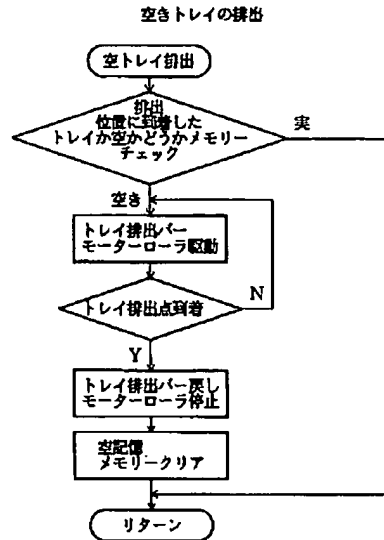 空きトレイの排出
空トレイ排出
排出
位置に到着した
トレイか空かどうかメモリー
チェック
実
空き
トレイ排出バー
モーターローラ駆動
トレイ排出点到着
N
Y
トレイ排出バー戻し
モーターローラ停止
空記憶
メモリークリア
リターン